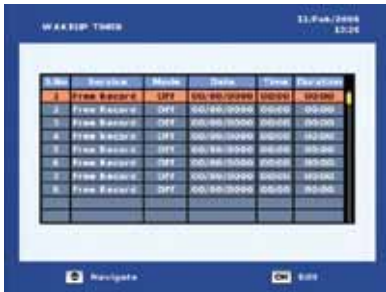 WAKEUP TIMER
13:26
S.No Service Mode Date Time Duration
1 Free Record Off 00/00/0000 00:00 00:00
2 Free Record Off 00/00/0000 00:00 00:00
3 Free Record Off 00/00/0000 00:00 00:00
4 Free Record Off 00/00/0000 00:00 00:00
5 Free Record Off 00/00/0000 00:00 00:00
6 Free Record Off 00/00/0000 00:00 00:00
7 Free Record Off 00/00/0000 00:00 00:00
8 Free Record Off 00/00/0000 00:00 00:00
Navigate OK Edit